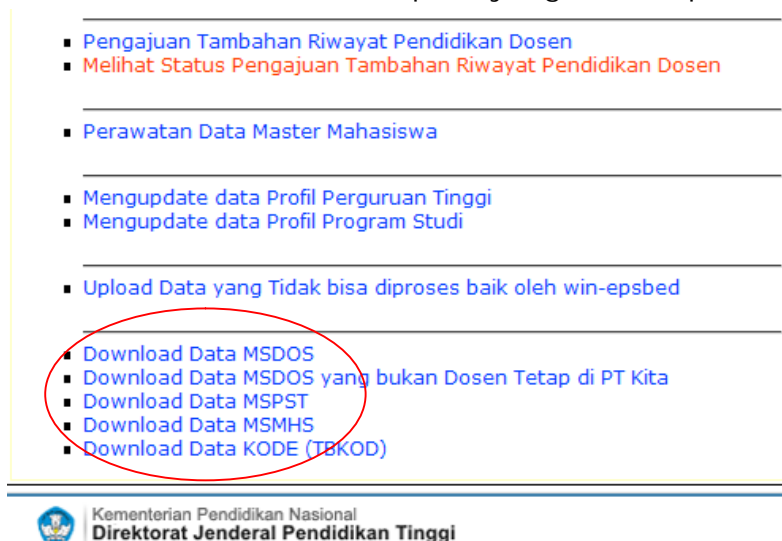 Pengajuan Tambahan Riwayat Pendidikan Dosen
Melihat Status Pengajuan Tambahan Riwayat Pendidikan Dosen
Perawatan Data Master Mahasiswa
Mengupdate data Profil Perguruan Tinggi
Mengupdate data Profil Program Studi
Upload Data yang Tidak bisa diproses baik oleh win-epsbed
Download Data MSDOS
Download Data MSDOS yang bukan Dosen Tetap di PT Kita
Download Data MSPST
Download Data MSMHS
Download Data KODE (TBKOD)
Kementerian Pendidikan Nasional
Direktorat Jenderal Pendidikan Tinggi